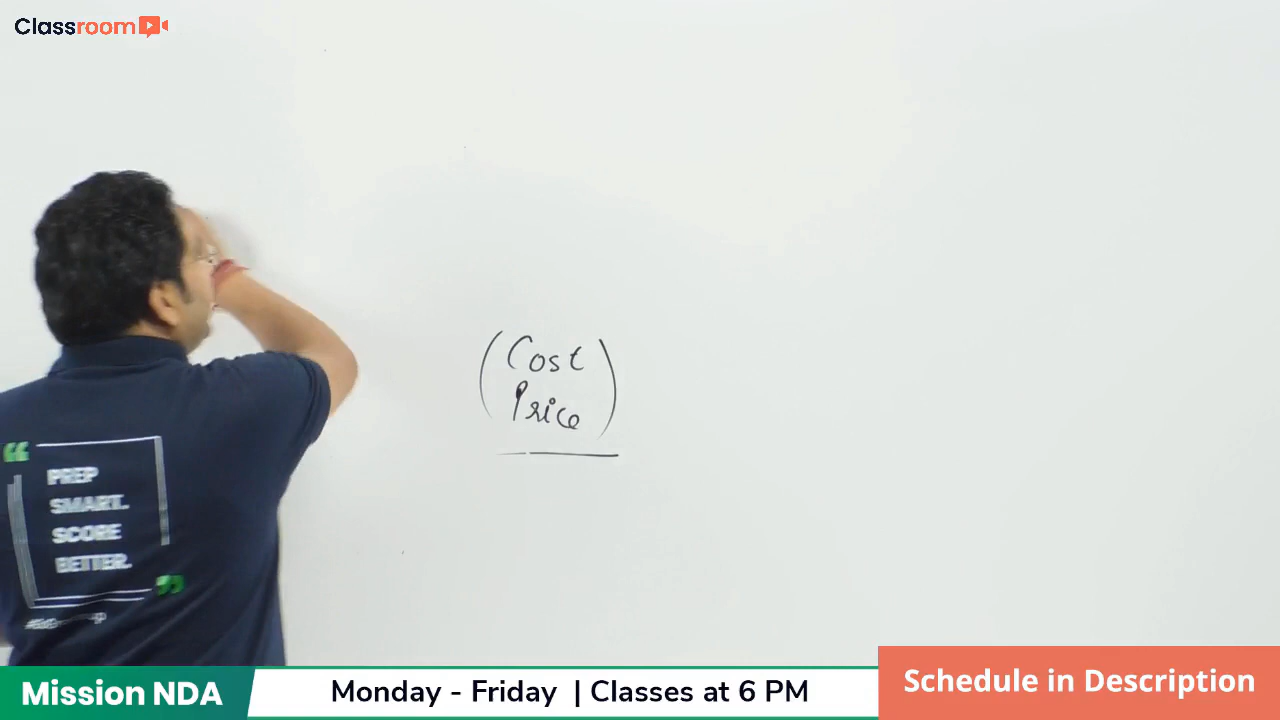 Classroom
(Cost
Price)
PREP
SMART.
SCORE
BETTER.
Mission NDA
Monday - Friday | Classes at 6 PM
Schedule in Description